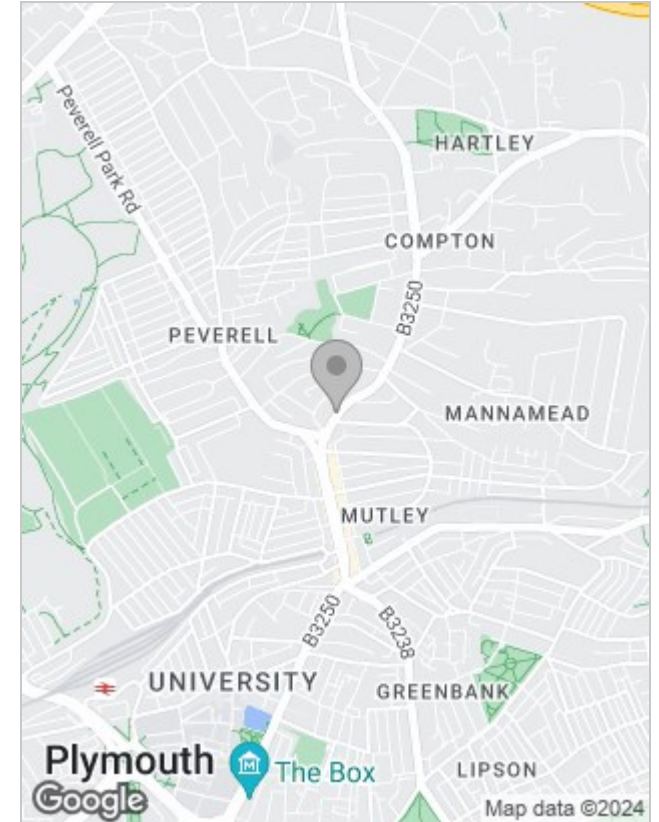 Peverell Park Rd
HARTLEY
COMPTON
B3250
PEVERELL
MANNAMEAD
MUTLEY
B3250
B3238
UNIVERSITY
GREENBANK
Plymouth
The Box
LIPSON
Google
Map data ©2024